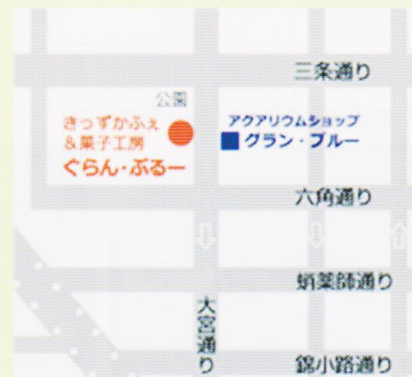 三条通り
公園
きっずかふぇ
&菓子工房
ぐらん・ぶるー
アクアリウムショップ
グラン・ブルー
六角通り
蛸薬師通り
大宮通り
錦小路通り